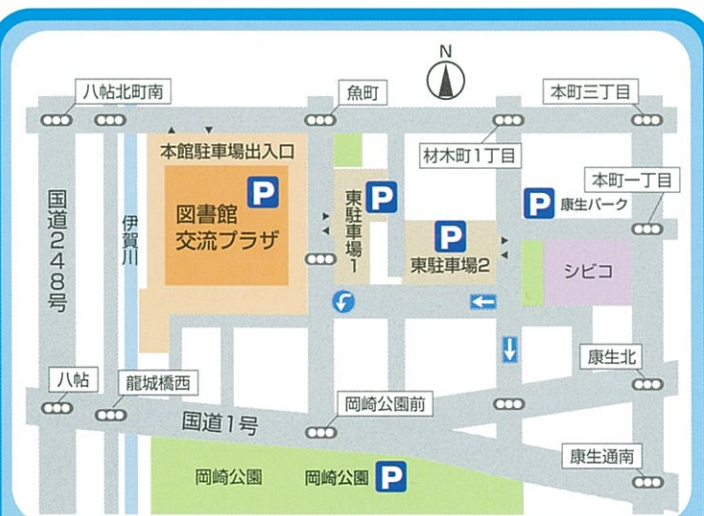 N
八帖北町南
魚町
本町三丁目
本館駐車場出入口
材木町1丁目
本町一丁目
P
図書館
交流プラザ
国道248号
伊賀川
東駐車場1
P
P
東駐車場2
P
康生パーク
シビコ
八帖
龍城橋西
国道1号
岡崎公園前
康生北
康生通南
岡崎公園
岡崎公園
P